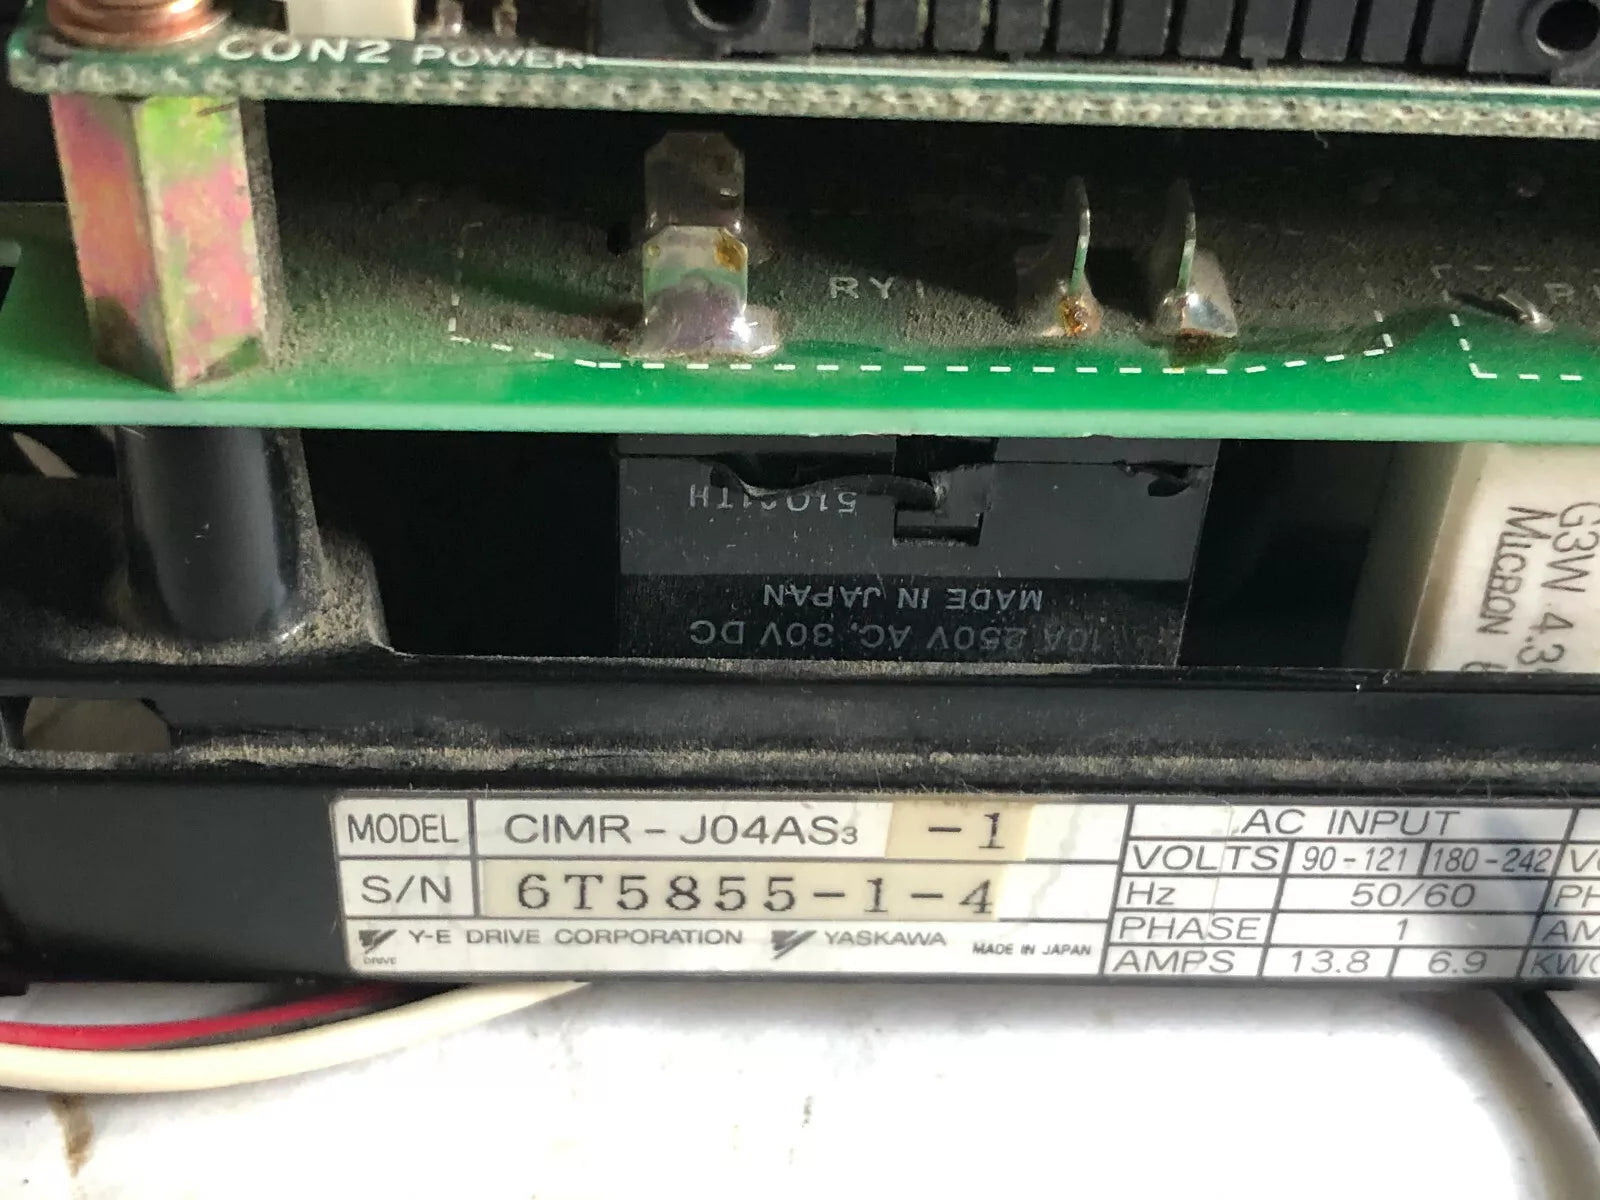 CON2 POWER
RY1
MADE IN JAPAN
10A 250V AC, 30V DC
G3W 4.3
MICRON
MODEL CIMR-J04AS3 -1
S/N 6T5855-1-4
DRIVE Y-E DRIVE CORPORATION YASKAWA MADE IN JAPAN
AC INPUT
VOLTS 90-121 180-242
Hz 50/60
PHASE 1
AMPS 13.8 6.9